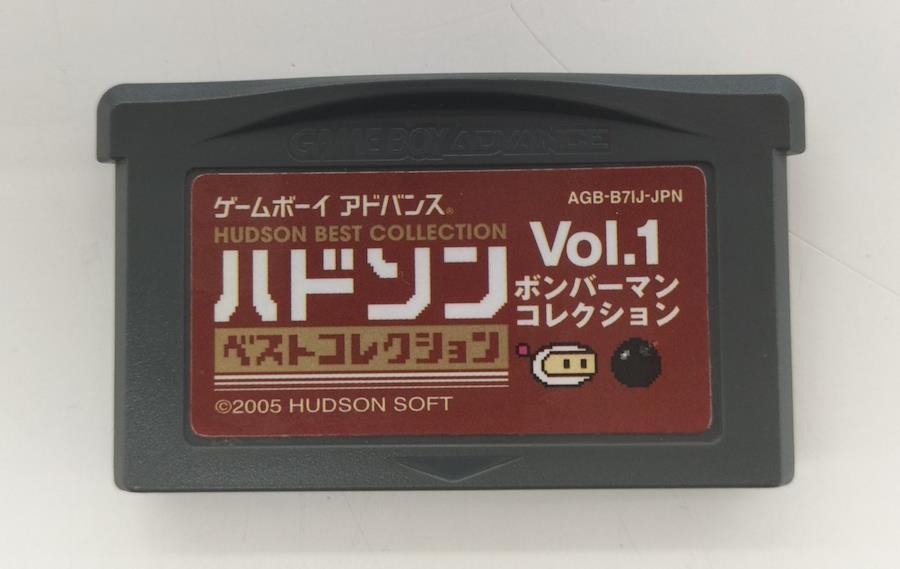 GAME BOY ADVANCE
ゲームボーイ アドバンス®
AGB-B7IJ-JPN
HUDSON BEST COLLECTION
ハドソン
ベストコレクション
Vol.1
ボンバーマン
コレクション
©2005 HUDSON SOFT